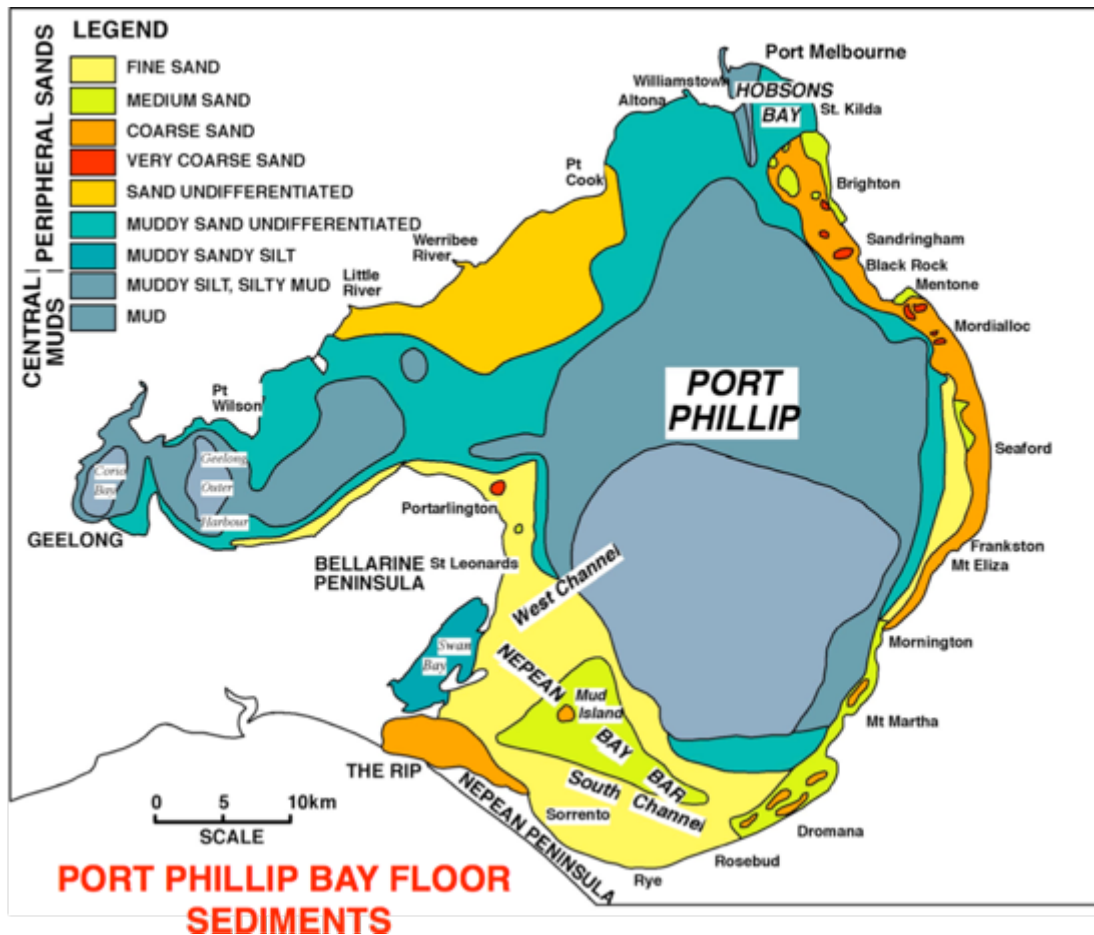 LEGEND
PERIPHERAL SANDS
CENTRAL
MUDS
FINE SAND
MEDIUM SAND
COARSE SAND
VERY COARSE SAND
SAND UNDIFFERENTIATED
MUDDY SAND UNDIFFERENTIATED
MUDDY SANDY SILT
MUDDY SILT, SILTY MUD
MUD
Port Melbourne
Williamstown
Altona
HOBSONS
BAY
St. Kilda
Pt
Cook
Brighton
Werribee
River
Sandringham
Black Rock
Little
River
Mentone
Mordialloc
PORT
PHILLIP
Pt
Wilson
Seaford
Corio
Bay
Geelong
Outer
Harbour
Portarlington
GEELONG
BELLARINE
PENINSULA
St Leonards
West Channel
Frankston
Mt Eliza
Swan
Bay
Mornington
NEPEAN
BAY
BAR
Mud
Island
Mt Martha
THE RIP
South Channel
NEPEAN PENINSULA
Sorrento
Dromana
Rosebud
Rye
0 5 10km
SCALE
PORT PHILLIP BAY FLOOR
SEDIMENTS